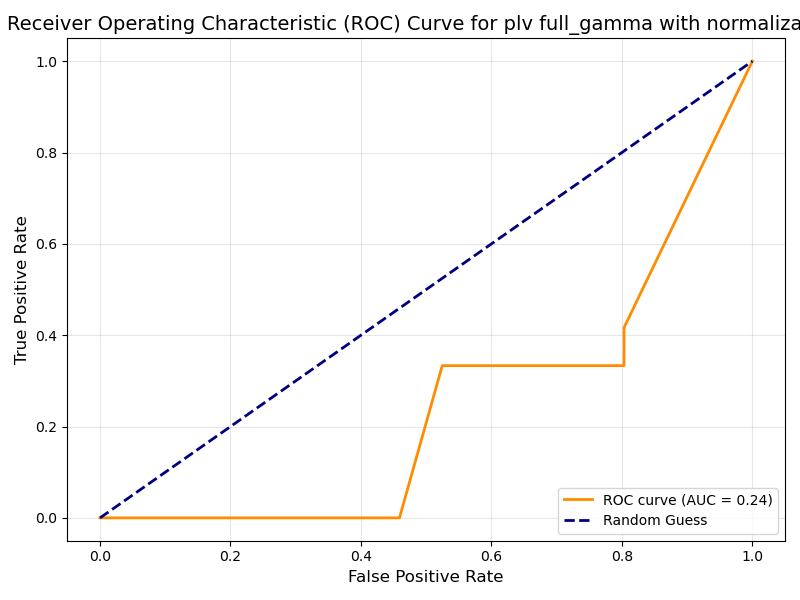 Receiver Operating Characteristic (ROC) Curve for plv full_gamma with normaliza
1.0
0.8
0.6
0.4
0.2
0.0
True Positive Rate
0.0 0.2 0.4 0.6 0.8 1.0
False Positive Rate
ROC curve (AUC = 0.24)
Random Guess